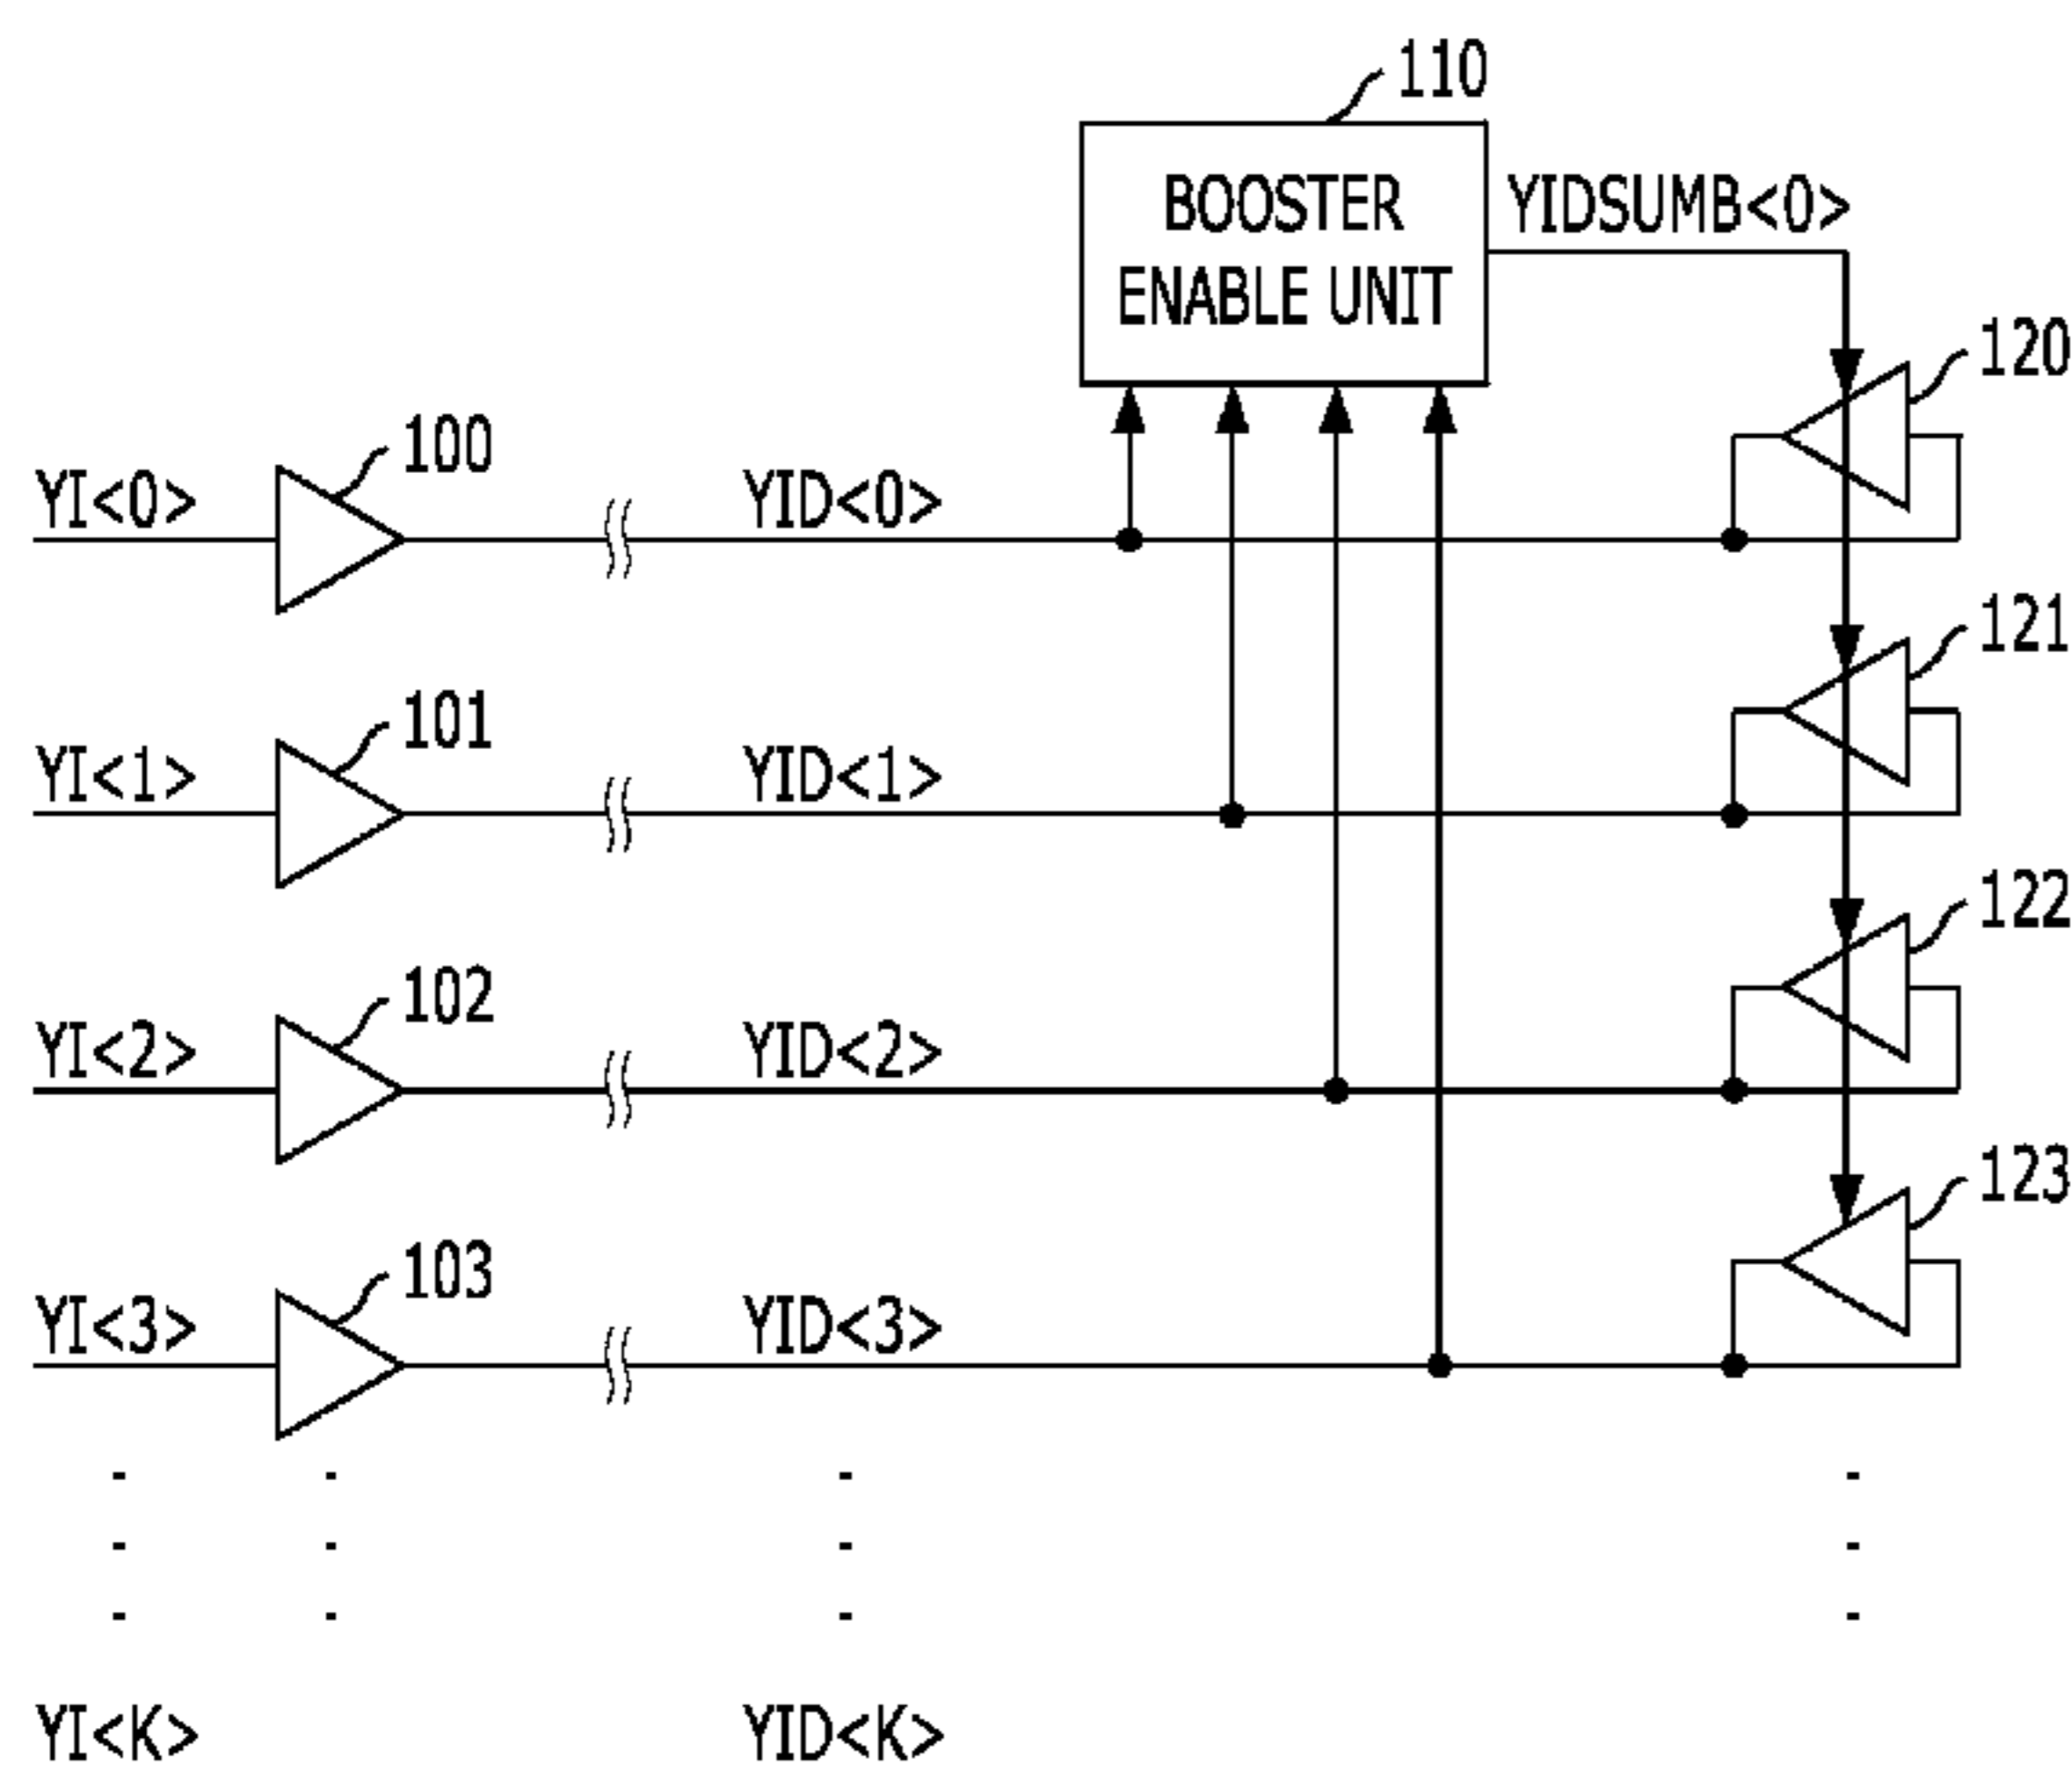 110
BOOSTER
ENABLE UNIT
YIDSUMB<0>
120
100
YI<0>
YID<0>
121
101
YI<1>
YID<1>
122
102
YI<2>
YID<2>
123
103
YI<3>
YID<3>
YI<K>
YID<K>